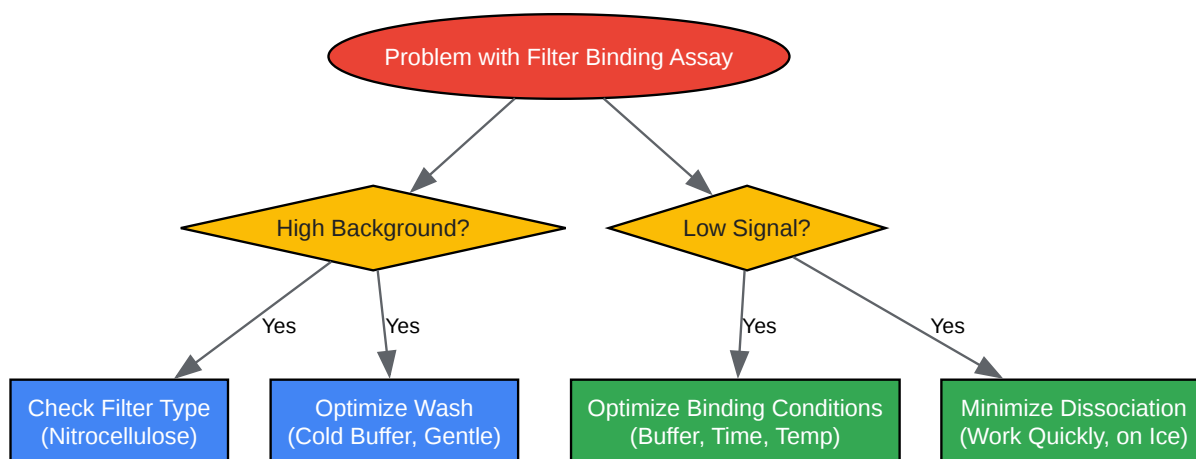 Problem with Filter Binding Assay
High Background?
Low Signal?
Yes
Yes
Yes
Yes
Check Filter Type
(Nitrocellulose)
Optimize Wash
(Cold Buffer, Gentle)
Optimize Binding Conditions
(Buffer, Time, Temp)
Minimize Dissociation
(Work Quickly, on Ice)